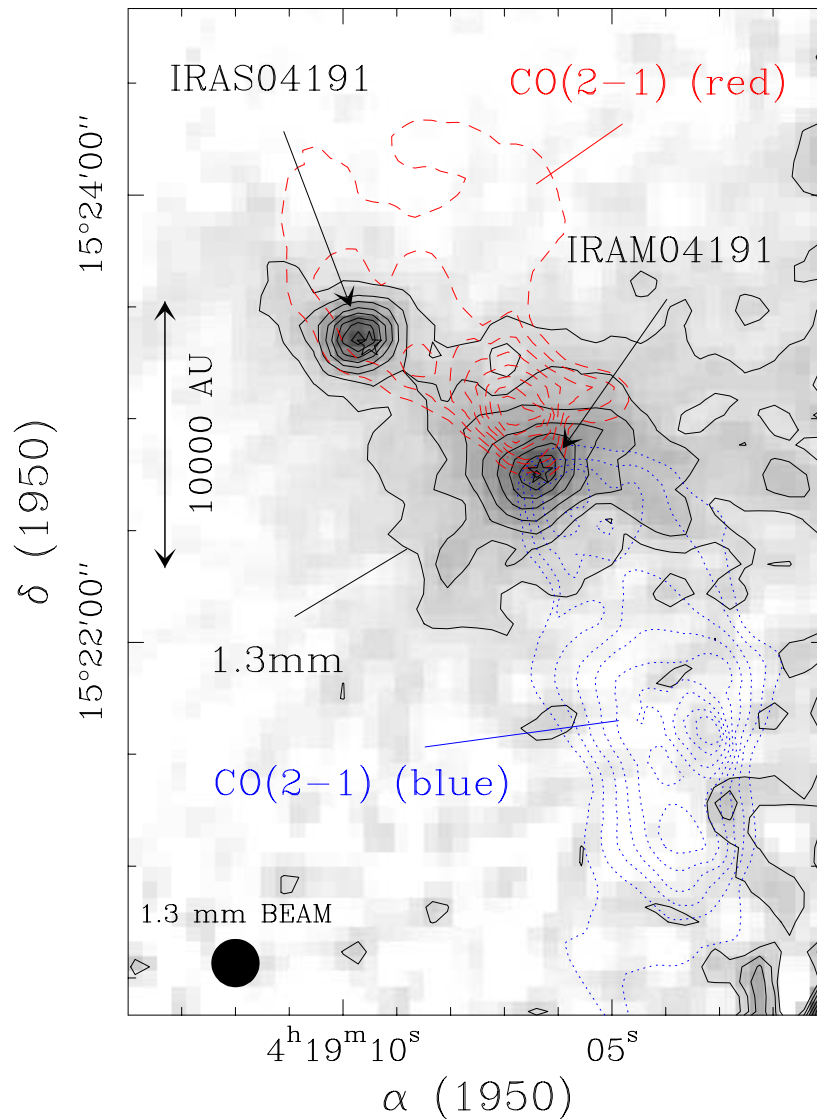 IRAS04191
CO(2-1) (red)
15°24'00"
IRAM04191
10000 AU
δ (1950)
1.3mm
15°22'00"
CO(2-1) (blue)
1.3 mm BEAM
4ʰ19ᵐ10ˢ
05ˢ
α (1950)